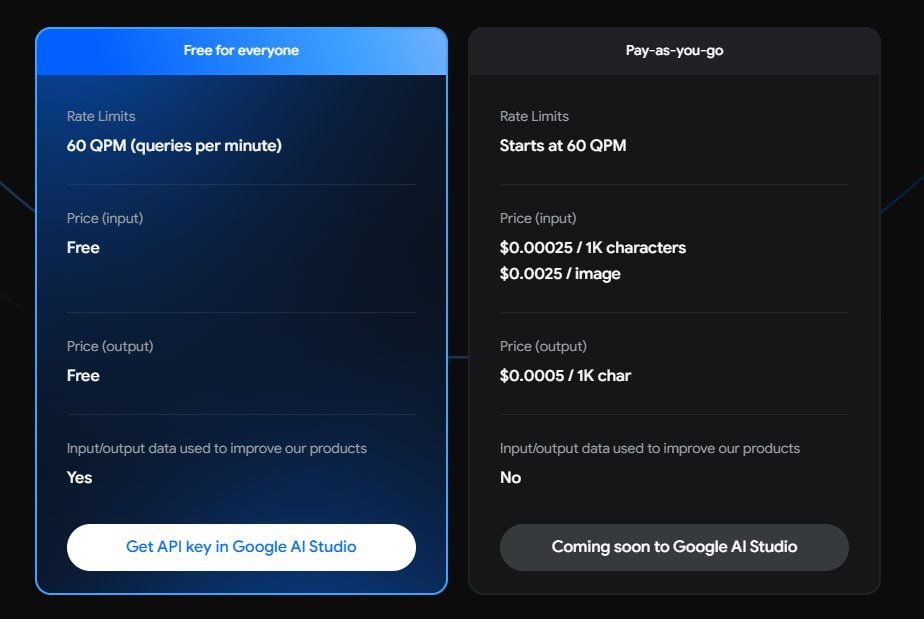 Free for everyone
Rate Limits
60 QPM (queries per minute)
Price (input)
Free
Price (output)
Free
Input/output data used to improve our products
Yes
Get API key in Google AI Studio
Pay-as-you-go
Rate Limits
Starts at 60 QPM
Price (input)
$0.00025 / 1K characters
$0.0025 / image
Price (output)
$0.0005 / 1K char
Input/output data used to improve our products
No
Coming soon to Google AI Studio